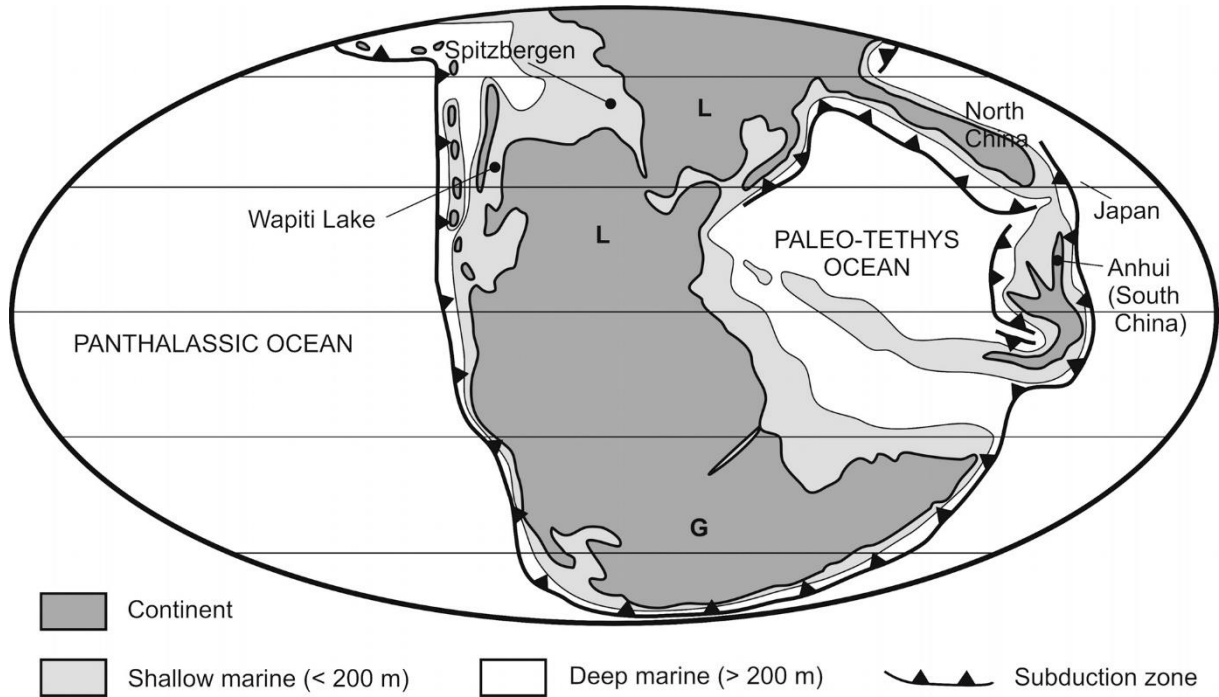 Spitzbergen
L
North
China
Wapiti Lake
L
Japan
PALEO-TETHYS
OCEAN
Anhui
(South
China)
PANTHALASSIC OCEAN
G
Continent
Shallow marine (< 200 m)
Deep marine (> 200 m)
Subduction zone